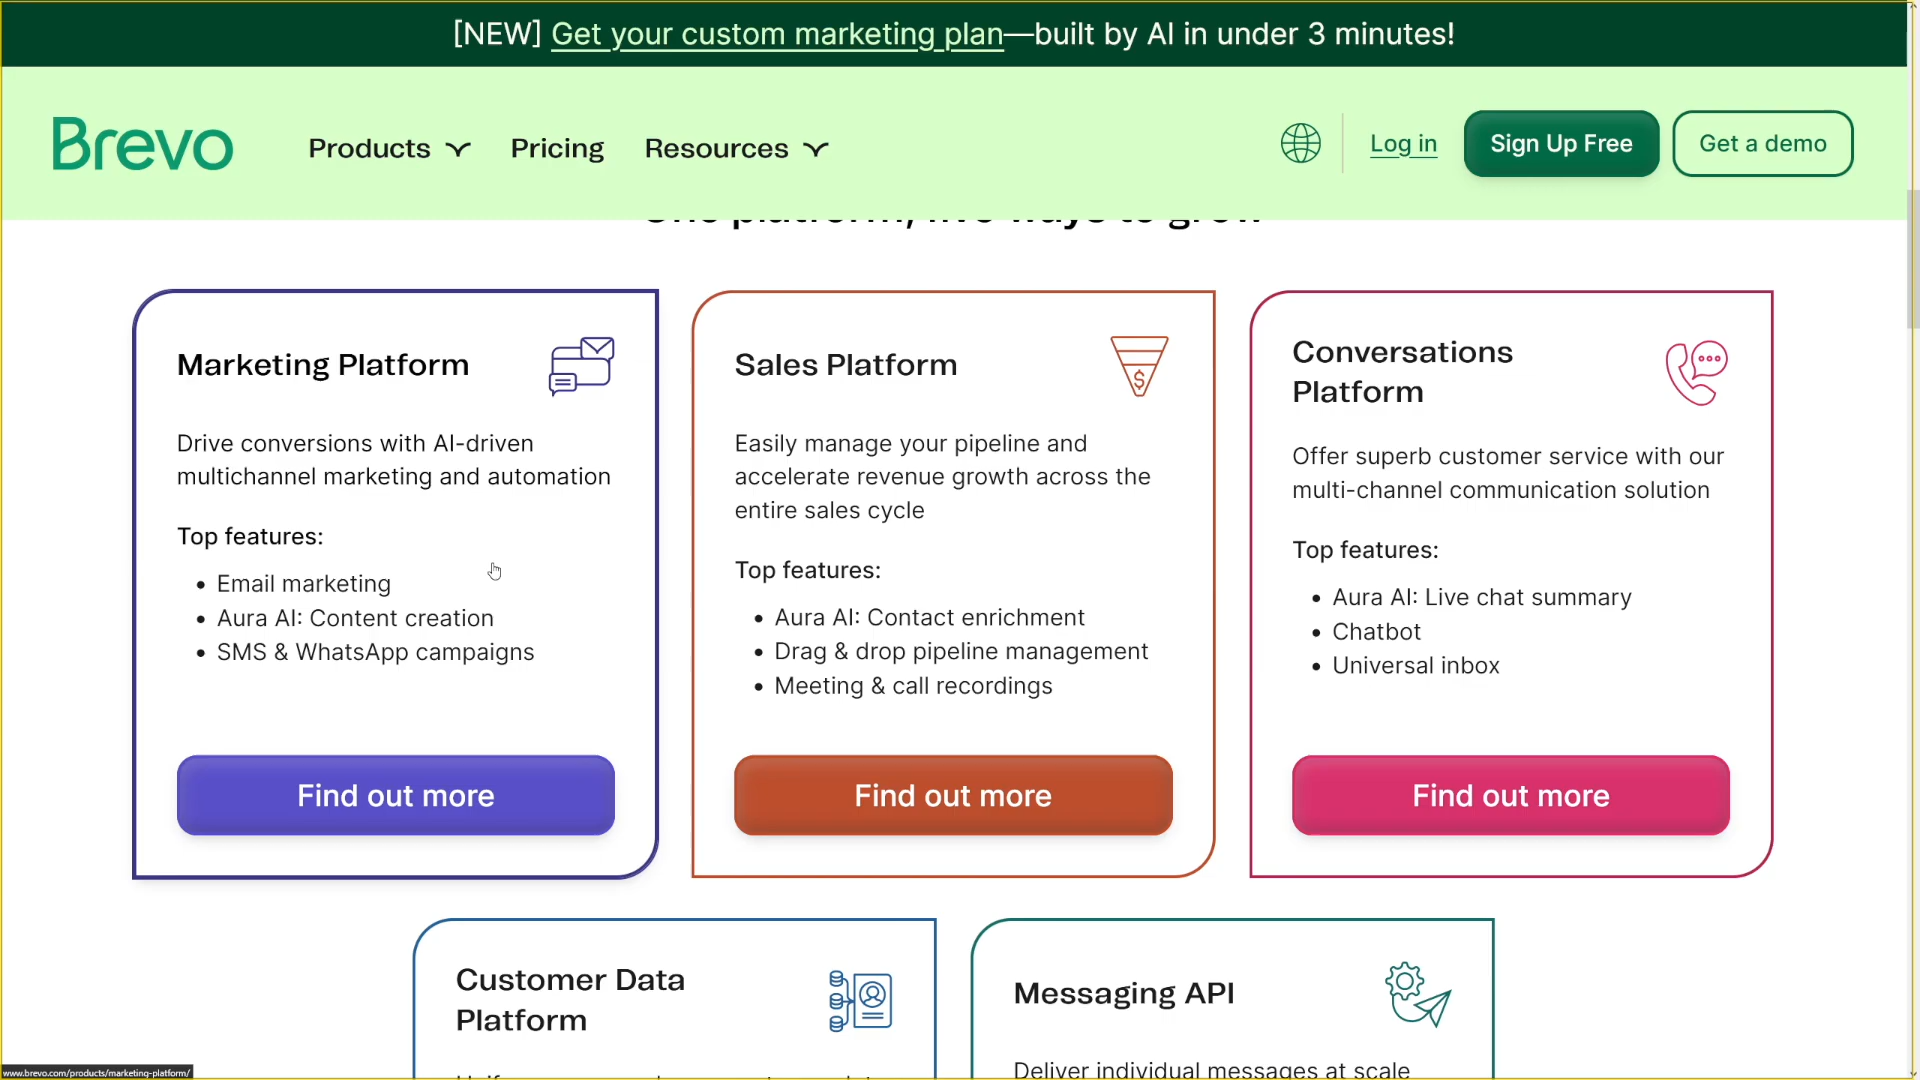 [NEW] Get your custom marketing plan—built by AI in under 3 minutes!
Brevo
Products
Pricing
Resources
Log in
Sign Up Free
Get a demo
One platform, five ways to grow
Marketing Platform
Drive conversions with AI-driven
multichannel marketing and automation
Top features:
• Email marketing
• Aura AI: Content creation
• SMS & WhatsApp campaigns
Find out more
Sales Platform
Easily manage your pipeline and
accelerate revenue growth across the
entire sales cycle
Top features:
• Aura AI: Contact enrichment
• Drag & drop pipeline management
• Meeting & call recordings
Find out more
Conversations
Platform
Offer superb customer service with our
multi-channel communication solution
Top features:
• Aura AI: Live chat summary
• Chatbot
• Universal inbox
Find out more
Customer Data
Platform
Messaging API
Deliver individual messages at scale
www.brevo.com/products/marketing-platform/